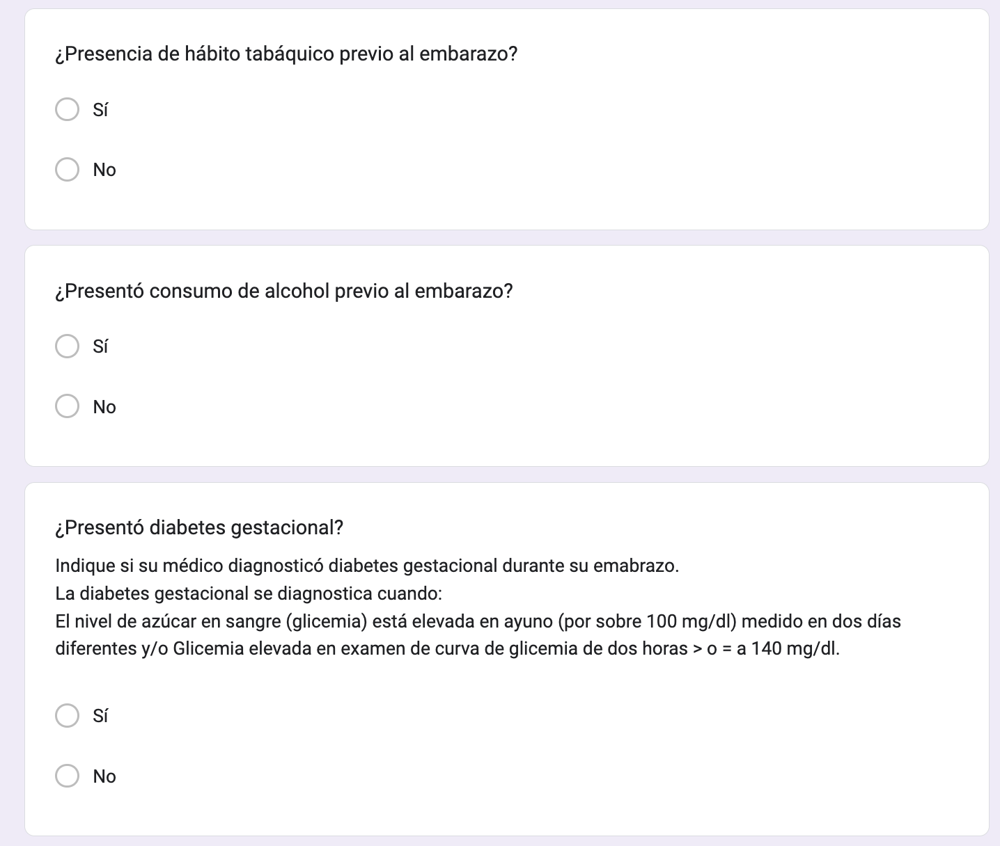 ¿Presencia de hábito tabáquico previo al embarazo?
Sí
No
¿Presentó consumo de alcohol previo al embarazo?
Sí
No
¿Presentó diabetes gestacional?
Indique si su médico diagnosticó diabetes gestacional durante su emabrazo.
La diabetes gestacional se diagnostica cuando:
El nivel de azúcar en sangre (glicemia) está elevada en ayuno (por sobre 100 mg/dl) medido en dos días
diferentes y/o Glicemia elevada en examen de curva de glicemia de dos horas > o = a 140 mg/dl.
Sí
No